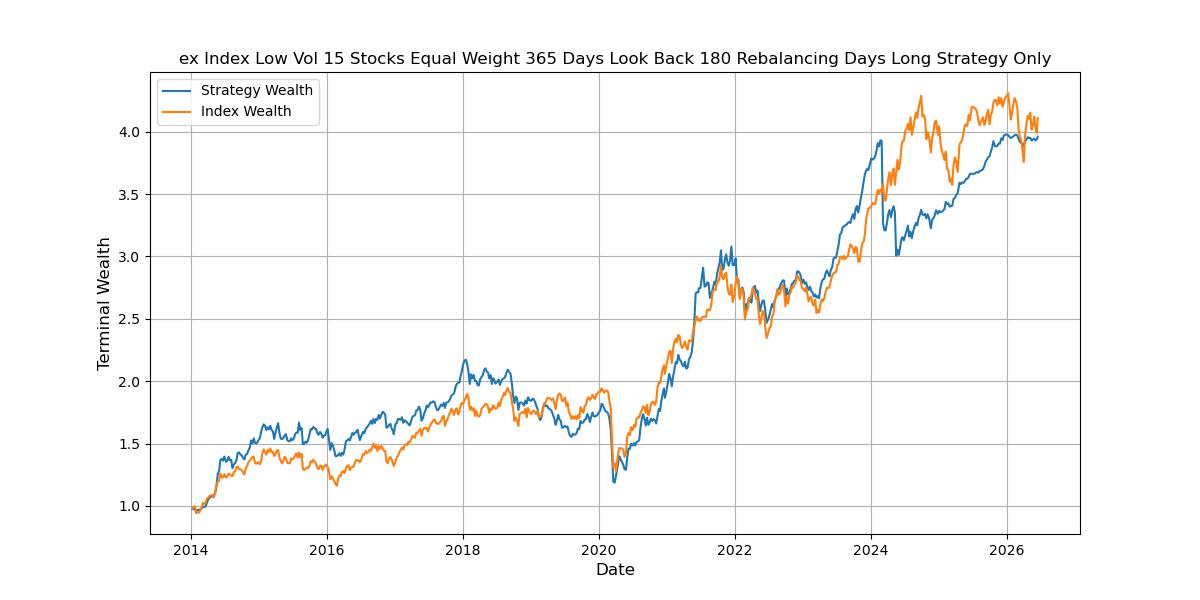 ex Index Low Vol 15 Stocks Equal Weight 365 Days Look Back 180 Rebalancing Days Long Strategy Only
Strategy Wealth
Index Wealth
Terminal Wealth
4.0
3.5
3.0
2.5
2.0
1.5
1.0
2014 2016 2018 2020 2022 2024 2026
Date